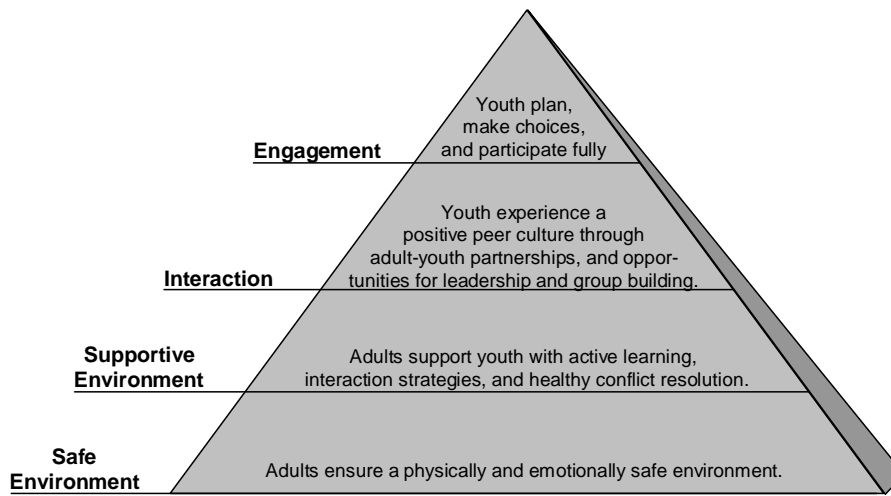 Youth plan,
make choices,
and participate fully
Engagement
Youth experience a
positive peer culture through
adult-youth partnerships, and oppor-
tunities for leadership and group building.
Interaction
Supportive
Environment
Adults support youth with active learning,
interaction strategies, and healthy conflict resolution.
Safe
Environment
Adults ensure a physically and emotionally safe environment.